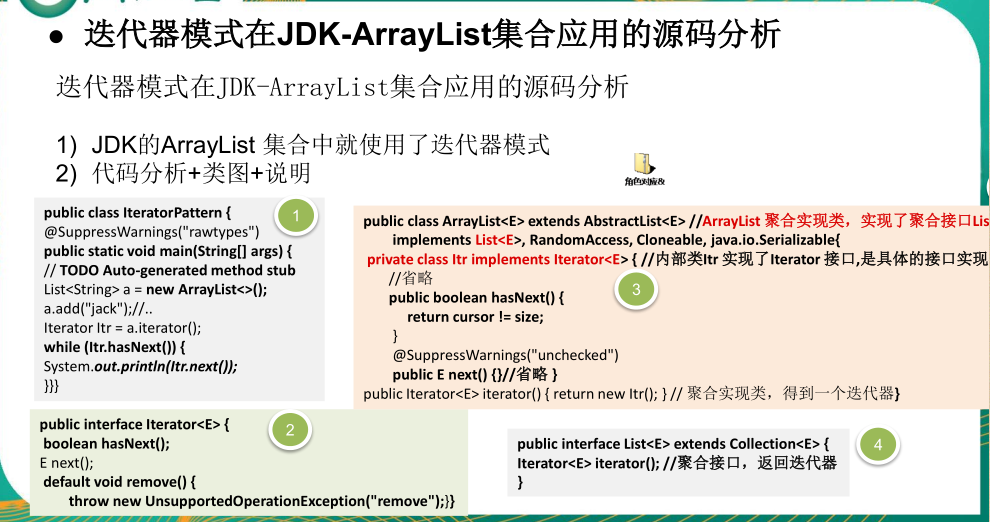 ● 迭代器模式在JDK-ArrayList集合应用的源码分析
迭代器模式在JDK-ArrayList集合应用的源码分析
1) JDK的ArrayList 集合中就使用了迭代器模式
2) 代码分析+类图+说明
角色对应&
1
public class IteratorPattern {
@SuppressWarnings("rawtypes")
public static void main(String[] args) {
// TODO Auto-generated method stub
List<String> a = new ArrayList<>();
a.add("jack");//..
Iterator Itr = a.iterator();
while (Itr.hasNext()) {
System.out.println(Itr.next());
}}}
2
public interface Iterator<E> {
boolean hasNext();
E next();
default void remove() {
throw new UnsupportedOperationException("remove");}}
3
public class ArrayList<E> extends AbstractList<E> //ArrayList 聚合实现类，实现了聚合接口Lis
implements List<E>, RandomAccess, Cloneable, java.io.Serializable{
private class Itr implements Iterator<E> { //内部类Itr 实现了Iterator 接口,是具体的接口实现
//省略
public boolean hasNext() {
return cursor != size;
}
@SuppressWarnings("unchecked")
public E next() {}//省略 }
public Iterator<E> iterator() { return new Itr(); } // 聚合实现类，得到一个迭代器}
4
public interface List<E> extends Collection<E> {
Iterator<E> iterator(); //聚合接口，返回迭代器
}